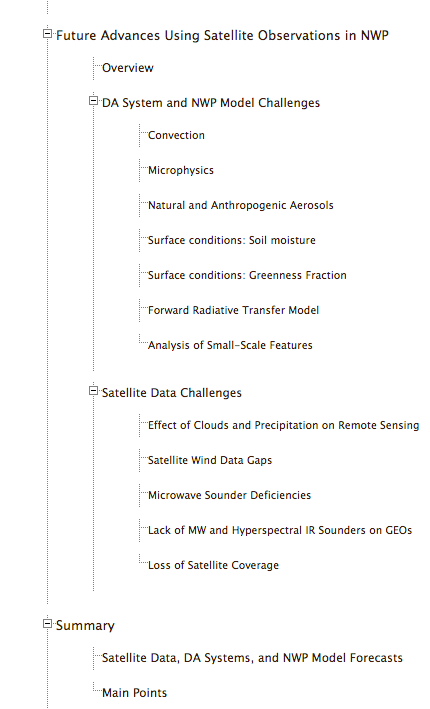 Future Advances Using Satellite Observations in NWP
Overview
DA System and NWP Model Challenges
Convection
Microphysics
Natural and Anthropogenic Aerosols
Surface conditions: Soil moisture
Surface conditions: Greenness Fraction
Forward Radiative Transfer Model
Analysis of Small-Scale Features
Satellite Data Challenges
Effect of Clouds and Precipitation on Remote Sensing
Satellite Wind Data Gaps
Microwave Sounder Deficiencies
Lack of MW and Hyperspectral IR Sounders on GEOs
Loss of Satellite Coverage
Summary
Satellite Data, DA Systems, and NWP Model Forecasts
Main Points